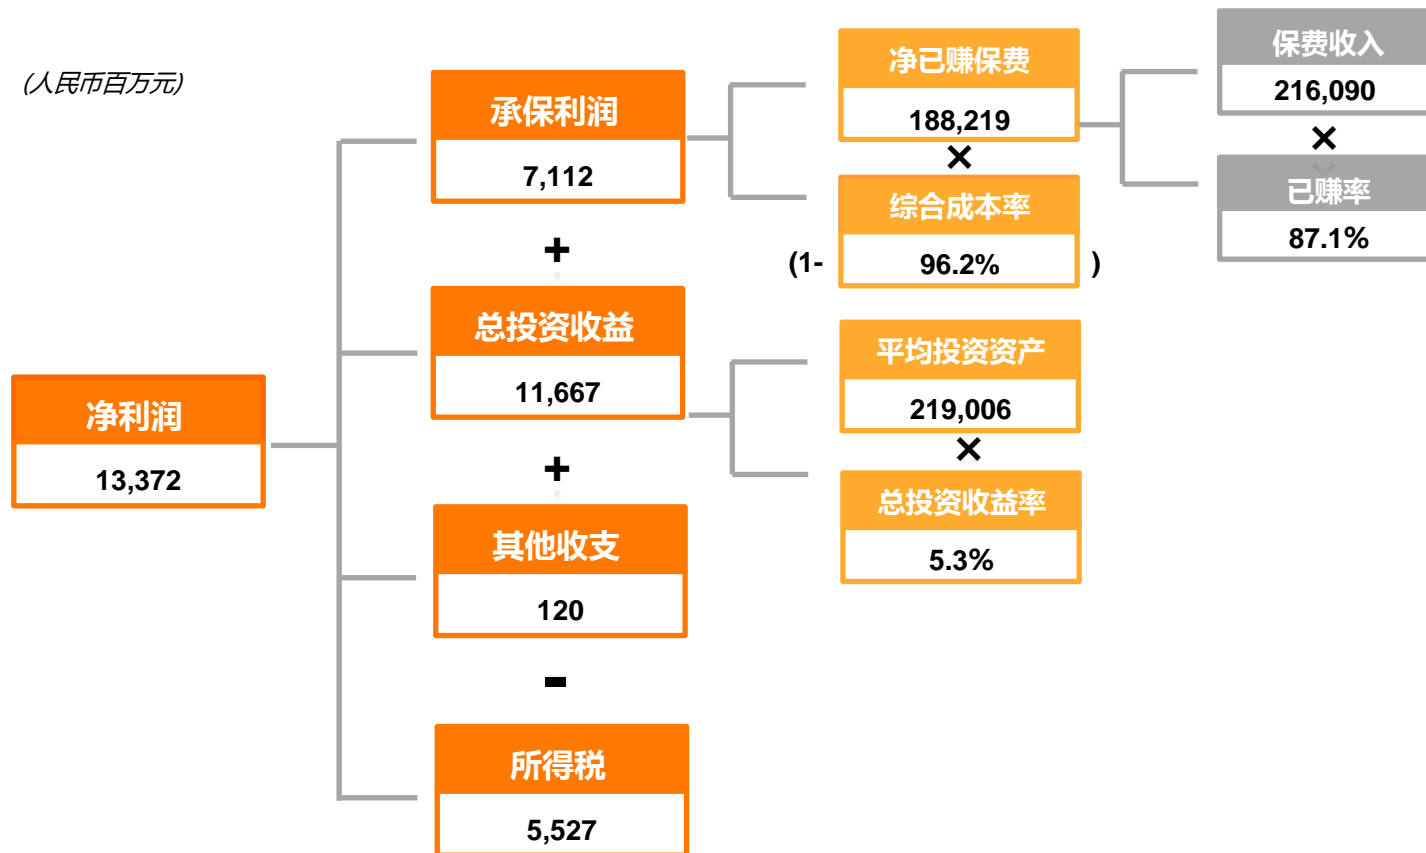 (人民币百万元)
净利润
13,372
承保利润
7,112
+
总投资收益
11,667
+
其他收支
120
-
所得税
5,527
净已赚保费
188,219
×
综合成本率
(1-
96.2%
)
平均投资资产
219,006
×
总投资收益率
5.3%
保费收入
216,090
×
已赚率
87.1%